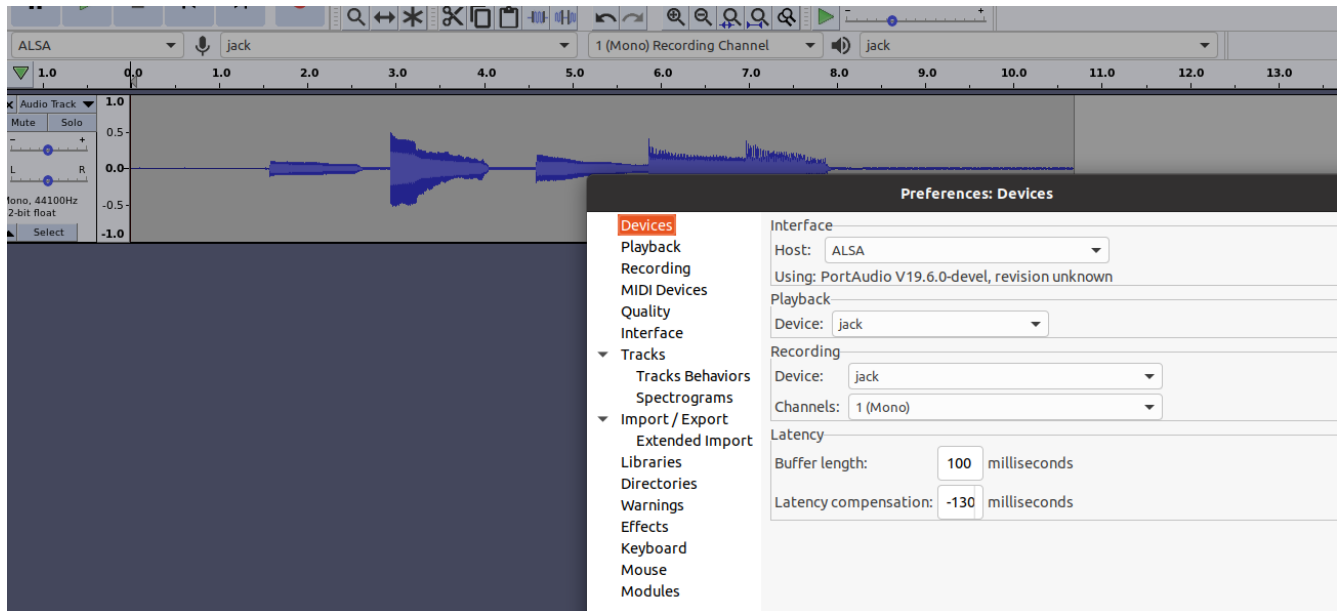 ALSA jack 1 (Mono) Recording Channel jack
1.0 0.0 1.0 2.0 3.0 4.0 5.0 6.0 7.0 8.0 9.0 10.0 11.0 12.0 13.0
Audio Track 1.0
Mute Solo
0.5
- +
L R 0.0
Mono, 44100Hz -0.5
2-bit float
Select -1.0
Preferences: Devices
Devices
Playback
Recording
MIDI Devices
Quality
Interface
Tracks
Tracks Behaviors
Spectrograms
Import / Export
Extended Import
Libraries
Directories
Warnings
Effects
Keyboard
Mouse
Modules
Interface
Host: ALSA
Using: PortAudio V19.6.0-devel, revision unknown
Playback
Device: jack
Recording
Device: jack
Channels: 1 (Mono)
Latency
Buffer length: 100 milliseconds
Latency compensation: -130 milliseconds